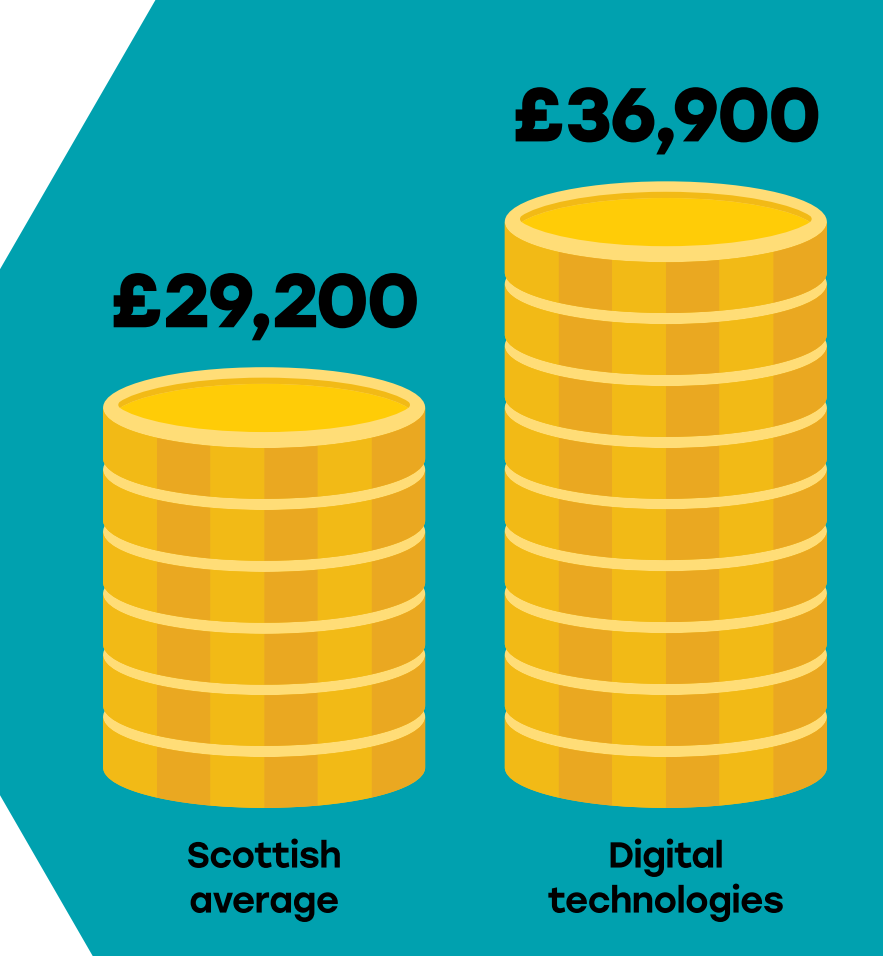 £36,900
£29,200
Scottish
average
Digital
technologies